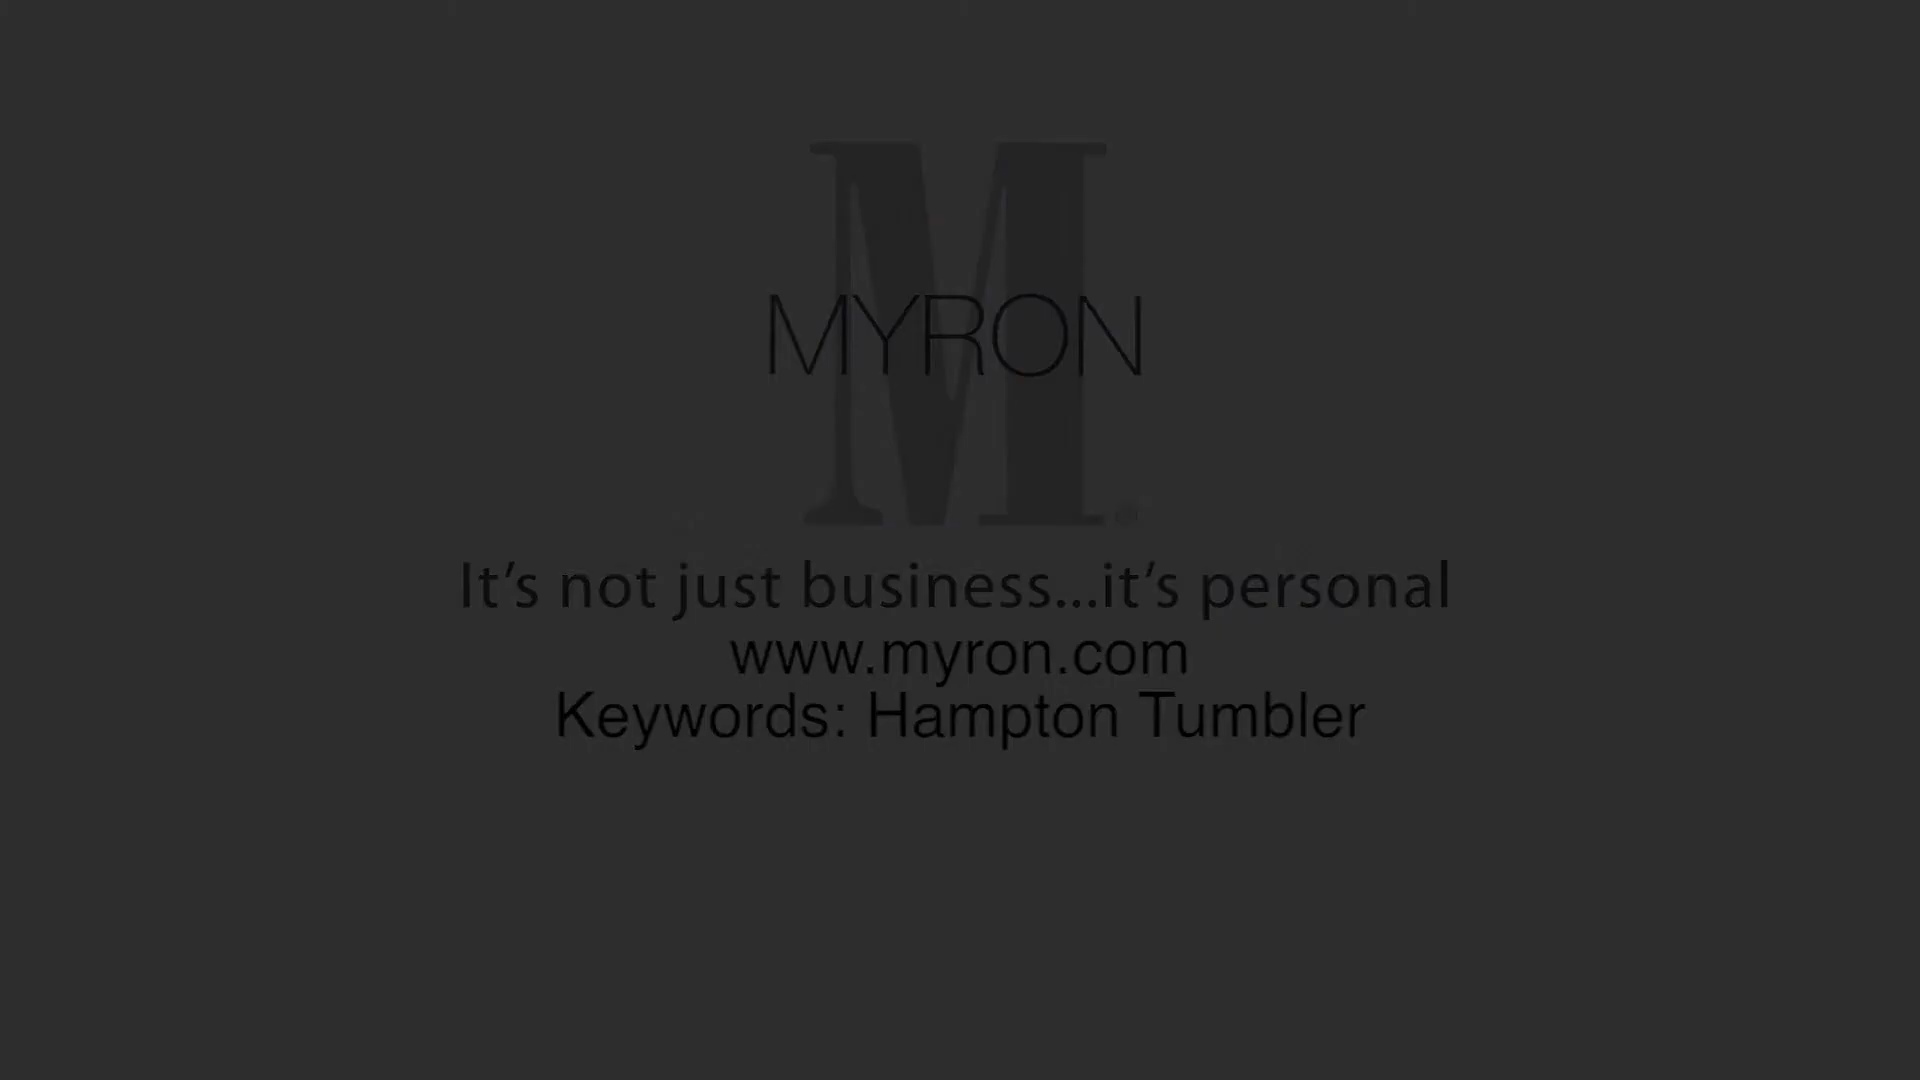 M
MYRON
It’s not just business...it’s personal
www.myron.com
Keywords: Hampton Tumbler